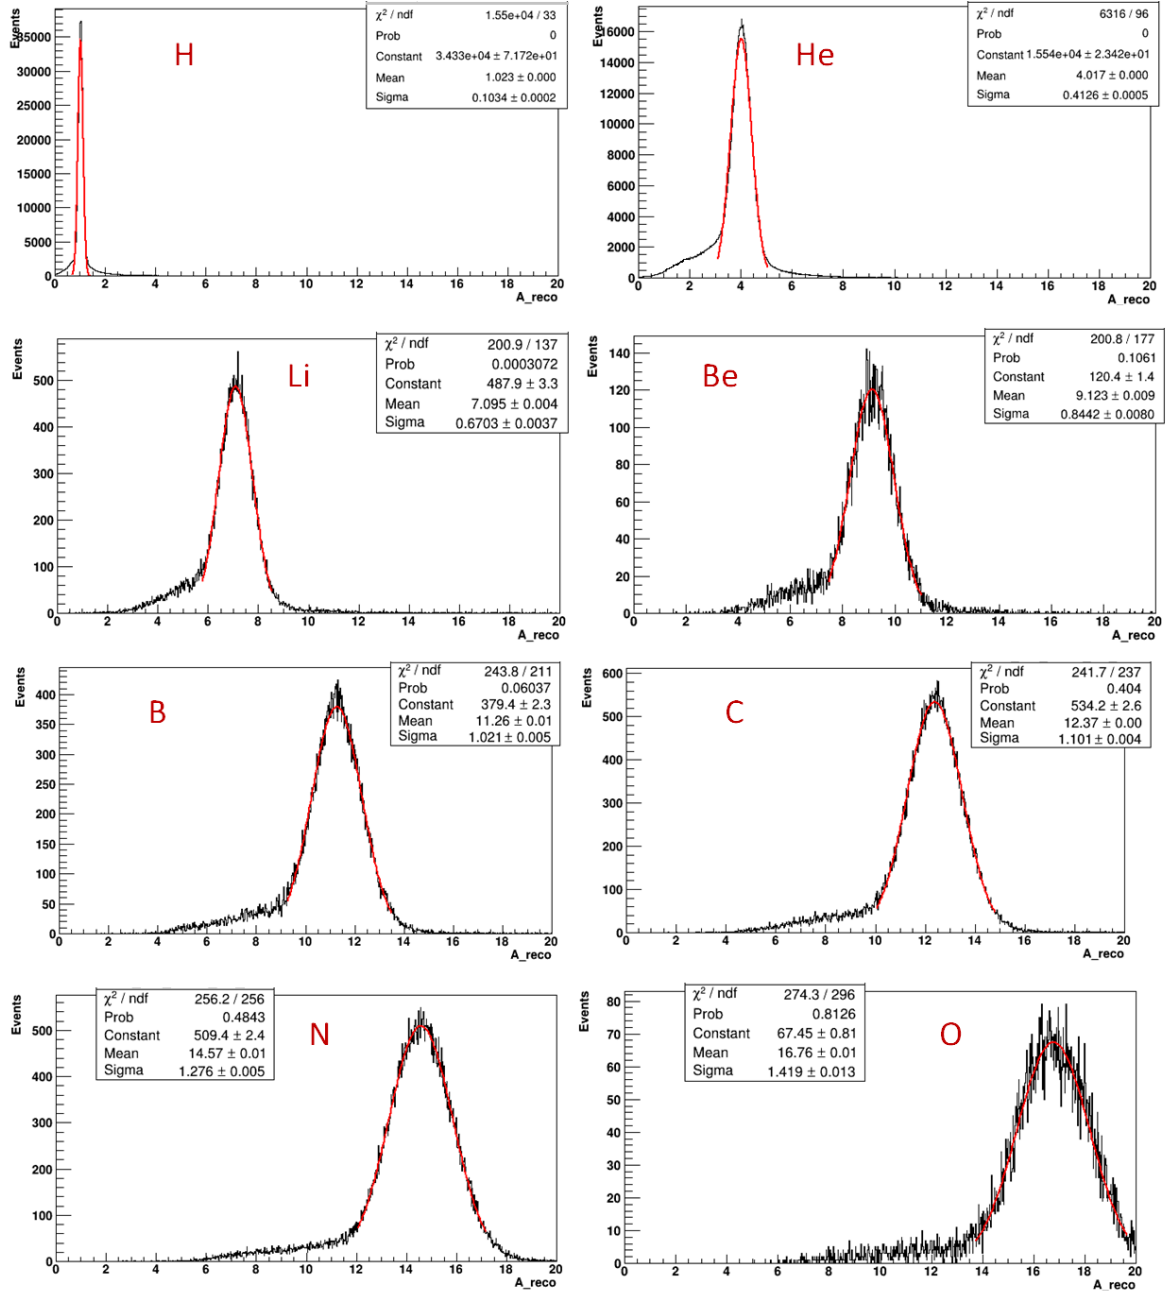 Events
H
χ² / ndf 1.55e+04 / 33
Prob 0
Constant 3.433e+04 ± 7.172e+01
Mean 1.023 ± 0.000
Sigma 0.1034 ± 0.0002
35000
30000
25000
20000
15000
10000
5000
0
0 2 4 6 8 10 12 14 16 18 20
A_reco
Events
He
χ² / ndf 6316 / 96
Prob 0
Constant 1.554e+04 ± 2.342e+01
Mean 4.017 ± 0.000
Sigma 0.4126 ± 0.0005
16000
14000
12000
10000
8000
6000
4000
2000
0
0 2 4 6 8 10 12 14 16 18 20
A_reco
Events
Li
χ² / ndf 200.9 / 137
Prob 0.0003072
Constant 487.9 ± 3.3
Mean 7.095 ± 0.004
Sigma 0.6703 ± 0.0037
500
400
300
200
100
0
0 2 4 6 8 10 12 14 16 18 20
A_reco
Events
Be
χ² / ndf 200.8 / 177
Prob 0.1061
Constant 120.4 ± 1.4
Mean 9.123 ± 0.009
Sigma 0.8442 ± 0.0080
140
120
100
80
60
40
20
0
0 2 4 6 8 10 12 14 16 18 20
A_reco
Events
B
χ² / ndf 243.8 / 211
Prob 0.06037
Constant 379.4 ± 2.3
Mean 11.26 ± 0.01
Sigma 1.021 ± 0.005
400
350
300
250
200
150
100
50
0
0 2 4 6 8 10 12 14 16 18 20
A_reco
Events
C
χ² / ndf 241.7 / 237
Prob 0.404
Constant 534.2 ± 2.6
Mean 12.37 ± 0.00
Sigma 1.101 ± 0.004
600
500
400
300
200
100
0
0 2 4 6 8 10 12 14 16 18 20
A_reco
Events
N
χ² / ndf 256.2 / 256
Prob 0.4843
Constant 509.4 ± 2.4
Mean 14.57 ± 0.01
Sigma 1.276 ± 0.005
500
400
300
200
100
0
0 2 4 6 8 10 12 14 16 18 20
A_reco
Events
O
χ² / ndf 274.3 / 296
Prob 0.8126
Constant 67.45 ± 0.81
Mean 16.76 ± 0.01
Sigma 1.419 ± 0.013
80
70
60
50
40
30
20
10
0
0 2 4 6 8 10 12 14 16 18 20
A_reco